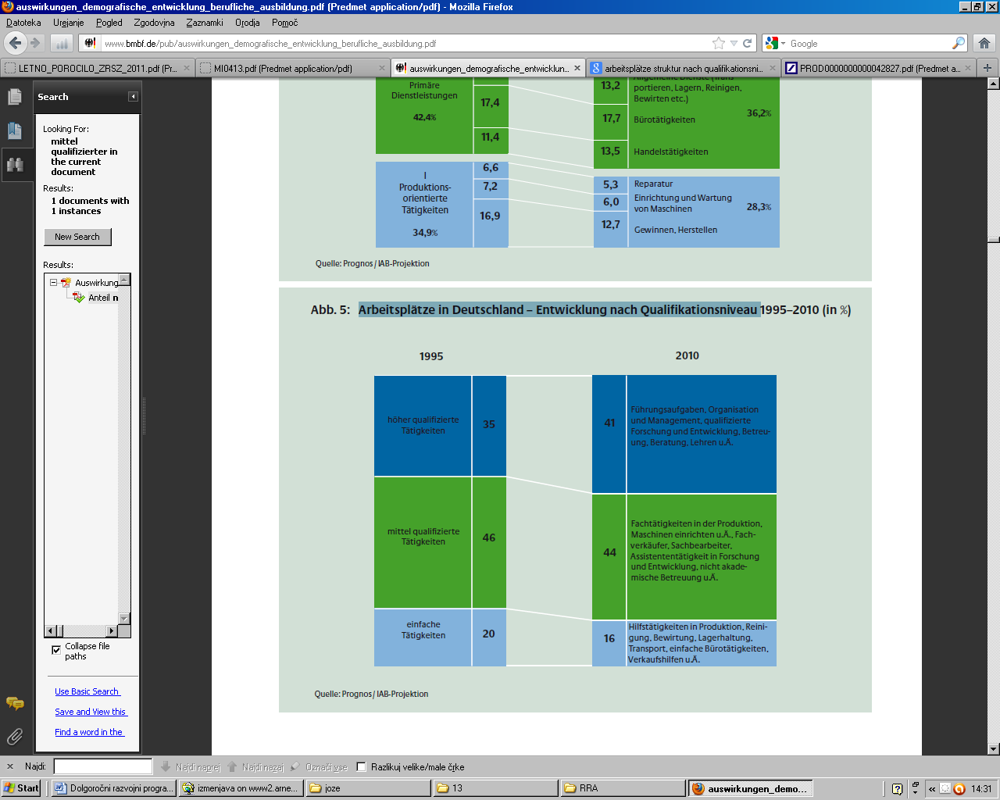 auswirkungen_demografische_entwicklung_berufliche_ausbildung.pdf (Predmet application/pdf) - Mozilla Firefox
Datoteka Urejanje Pogled Zgodovina Zaznamki Orodja Pomoč
www.bmbf.de/pub/auswirkungen_demografische_entwicklung_berufliche_ausbildung.pdf
Google
LETNO_POROCILO_ZRSZ_2011.pdf (Pr...
MI0413.pdf (Predmet application/pdf)
auswirkungen_demografische_entwicklun...
arbeitsplätze struktur nach qualifikationsni...
PROD0000000000042827.pdf (Predmet a...
Search
Looking For:
mittel
qualifizierter in
the current
document
Results:
1 documents with
1 instances
New Search
Results:
Auswirkung
Anteil n
Collapse file
paths
Use Basic Search
Save and View this
Find a word in the
Primäre
Dienstleistungen
42,4%
17,4
11,4
13,2
17,7
13,5
Allgemeine Dienste (Trans
portieren, Lagern, Reinigen,
Bewirten etc.)
Bürotätigkeiten
36,2%
Handelstätigkeiten
I
Produktions-
orientierte
Tätigkeiten
34,9%
6,6
7,2
16,9
5,3
6,0
12,7
Reparatur
Einrichtung und Wartung
von Maschinen
28,3%
Gewinnen, Herstellen
Quelle: Prognos / IAB-Projektion
Abb. 5: Arbeitsplätze in Deutschland – Entwicklung nach Qualifikationsniveau 1995–2010 (in %)
1995
2010
höher qualifizierte
Tätigkeiten
35
41
Führungsaufgaben, Organisation
und Management, qualifizierte
Forschung und Entwicklung, Betreu-
ung, Beratung, Lehren u.Ä.
mittel qualifizierte
Tätigkeiten
46
44
Fachtätigkeiten in der Produktion,
Maschinen einrichten u.Ä., Fach-
verkäufer, Sachbearbeiter,
Assistententätigkeit in Forschung
und Entwicklung, nicht akade-
mische Betreuung u.Ä.
einfache
Tätigkeiten
20
16
Hilfstätigkeiten in Produktion, Reini-
gung, Bewirtung, Lagerhaltung,
Transport, einfache Bürotätigkeiten,
Verkaufshilfen u.Ä.
Quelle: Prognos / IAB-Projektion
Najdi:
Najdi naprej
Najdi nazaj
Označi vse
Razlikuj velike/male črke
Start
Dolgoročni razvojni progra...
izmenjava on www2.arne...
joze
13
RRA
auswirkungen_demo...
14:31